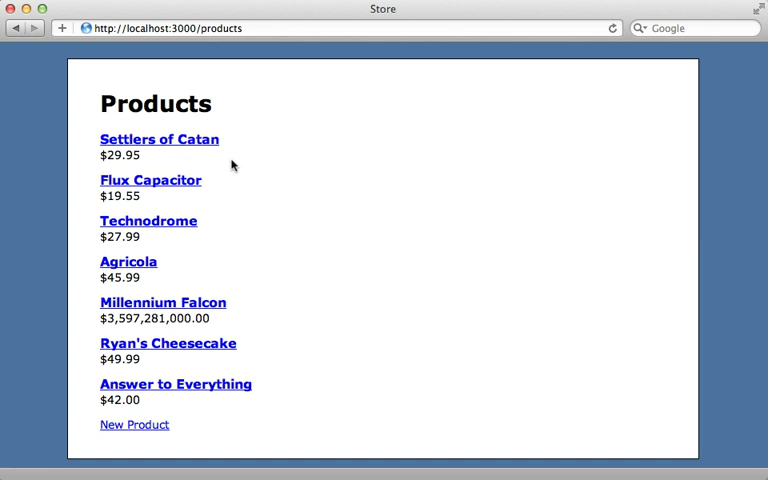 Store
http://localhost:3000/products
Google
Products
Settlers of Catan
$29.95
Flux Capacitor
$19.55
Technodrome
$27.99
Agricola
$45.99
Millennium Falcon
$3,597,281,000.00
Ryan's Cheesecake
$49.99
Answer to Everything
$42.00
New Product